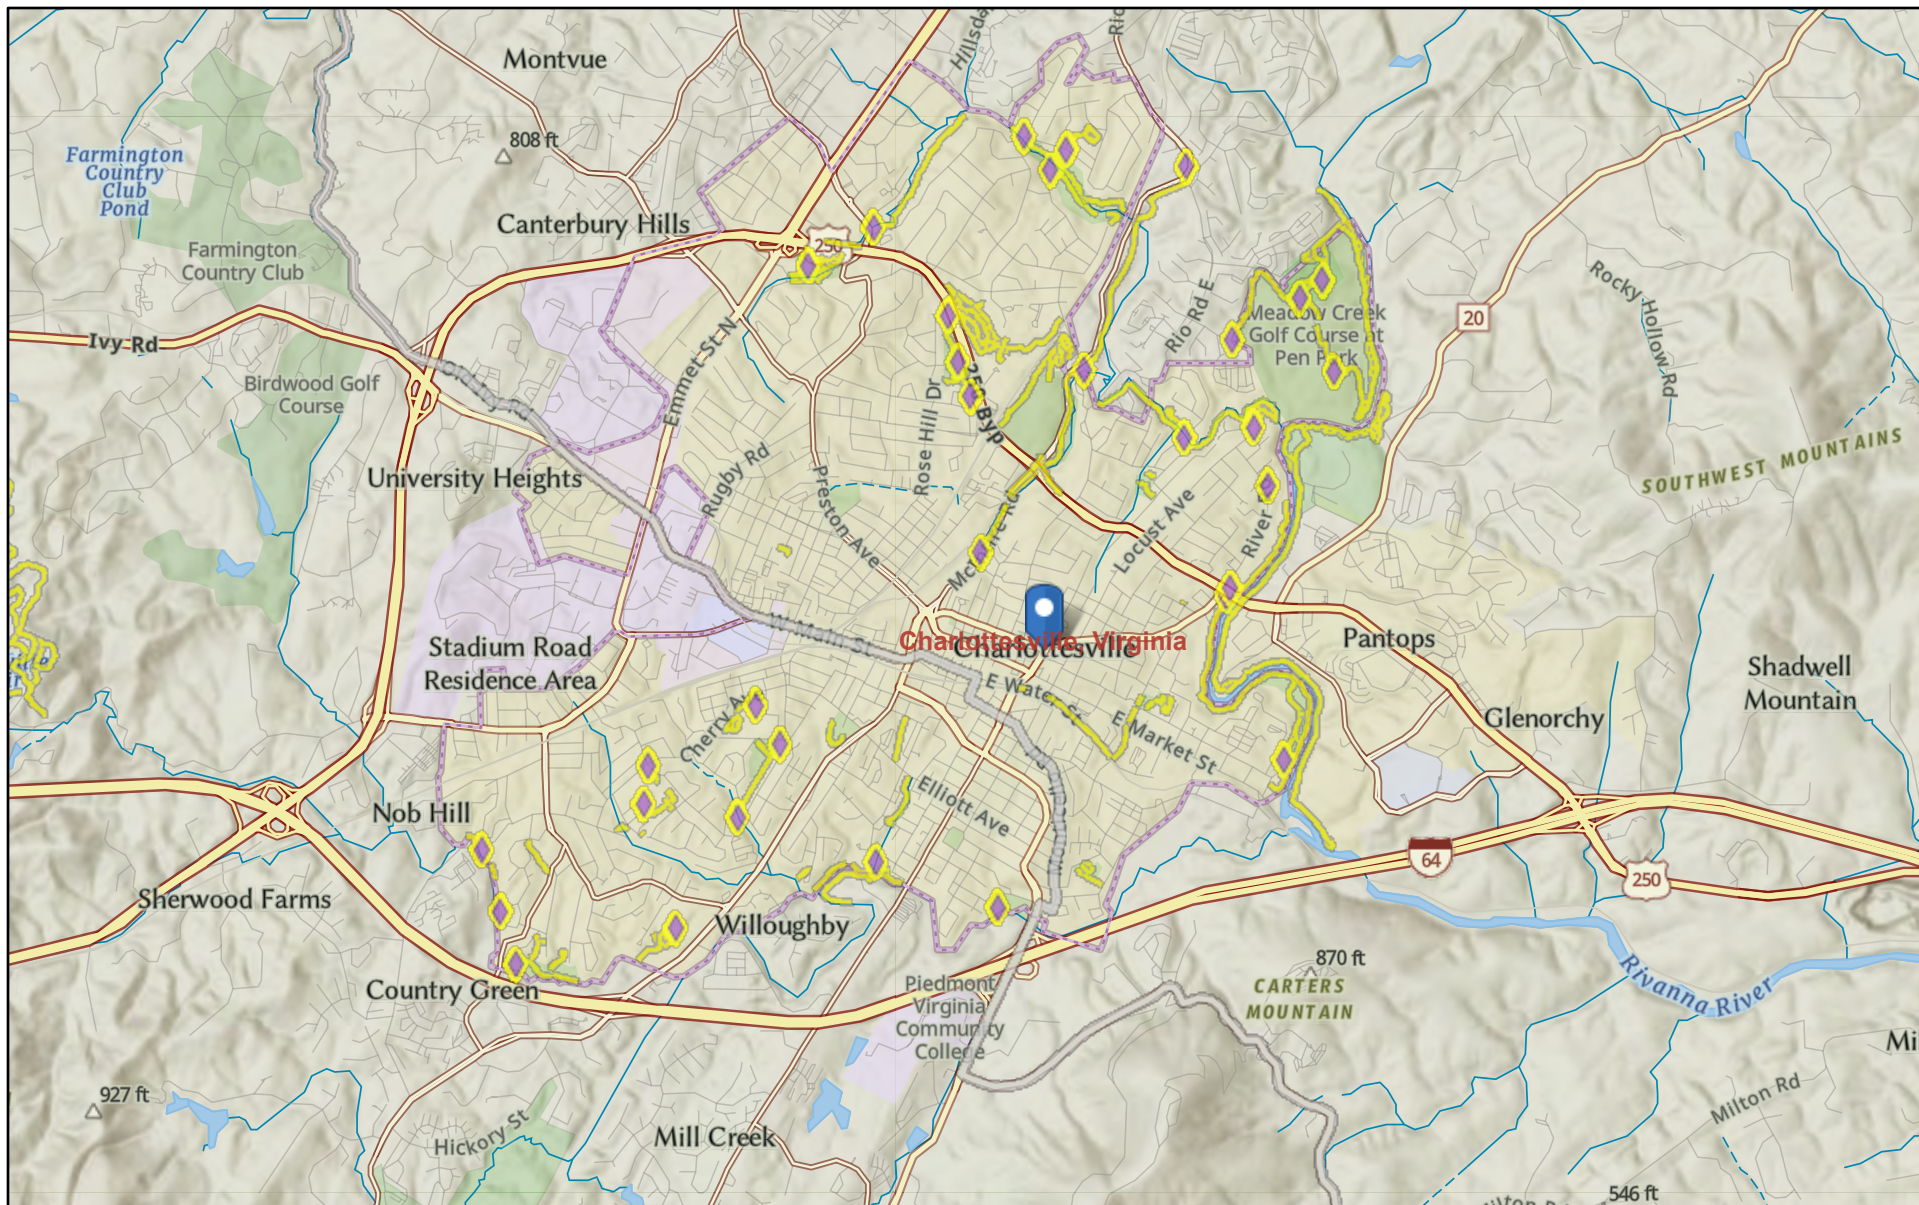 Montvue
808 ft
Farmington
Country
Club
Pond
Canterbury Hills
250
Farmington
Country Club
Rio Rd E
Rocky Hollow Rd
20
Meadow Creek
Golf Course at
Pen Park
Ivy Rd
Emmet St N
Birdwood Golf
Course
Rose Hill Dr
250 Byp
University Heights
Rugby Rd
Preston Ave
Locust Ave
River
SOUTHWEST MOUNTAINS
W Main St
Charlottesville, Virginia
Charlottesville
Pantops
Stadium Road
Residence Area
Shadwell
Mountain
E Water St
Cherry A
E Market St
Glenorchy
Nob Hill
Elliott Ave
64
250
Sherwood Farms
Willoughby
870 ft
CARTERS
MOUNTAIN
Country Green
Piedmont
Virginia
Community
College
Rivanna River
Mi
927 ft
Milton Rd
Hickory St
Mill Creek
546 ft